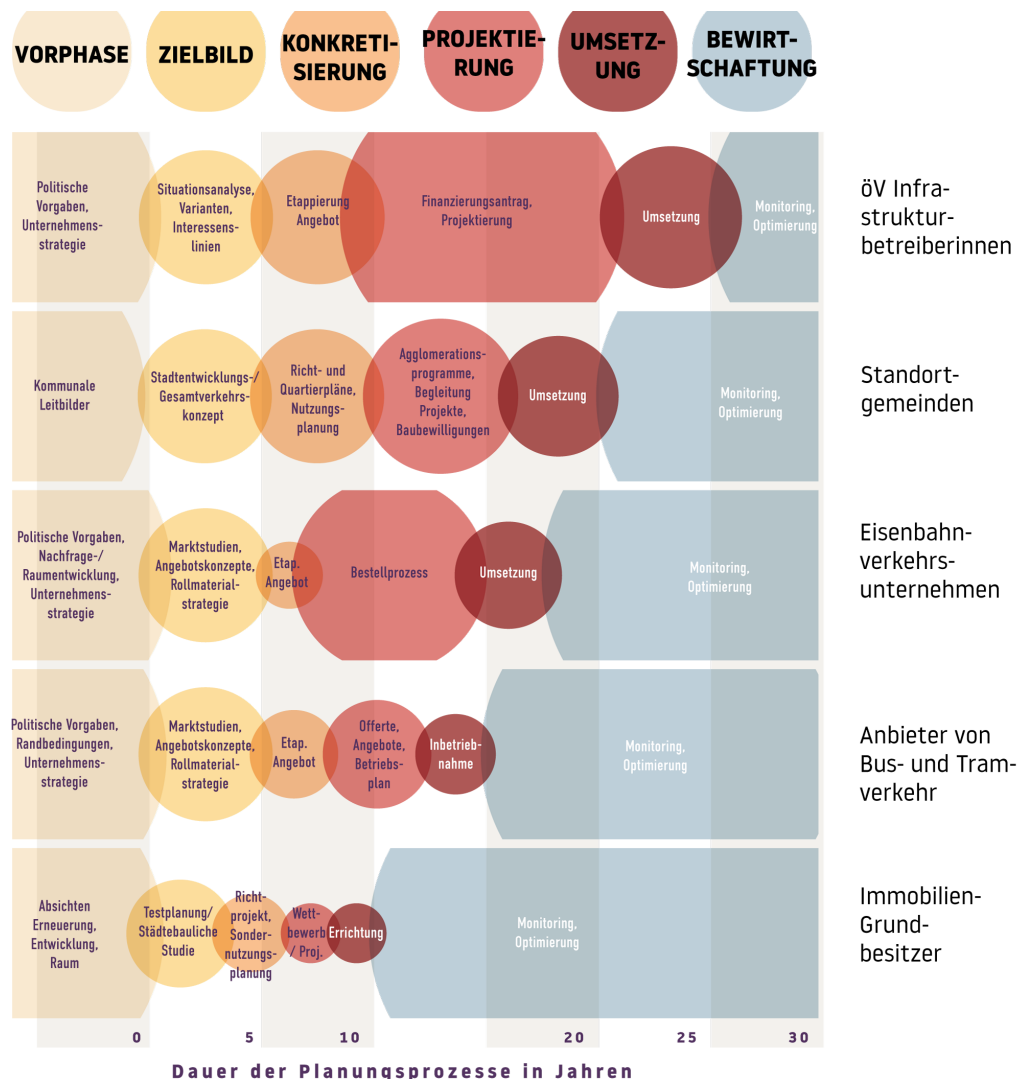 VORPHASE
ZIELBILD
KONKRETI-
SIERUNG
PROJEKTIE-
RUNG
UMSETZ-
UNG
BEWIRT-
SCHAFTUNG
Politische
Vorgaben,
Unternehmens-
strategie
Situationsanalyse,
Varianten,
Interessens-
linien
Etappierung
Angebot
Finanzierungsantrag,
Projektierung
Umsetzung
Monitoring,
Optimierung
öV Infra-
struktur-
betreiberinnen
Kommunale
Leitbilder
Stadtentwicklungs-/
Gesamtverkehrs-
konzept
Richt- und
Quartierpläne,
Nutzungs-
planung
Agglomerations-
programme,
Begleitung
Projekte,
Baubewilligungen
Umsetzung
Monitoring,
Optimierung
Standort-
gemeinden
Politische Vorgaben,
Nachfrage-/
Raumentwicklung,
Unternehmens-
strategie
Marktstudien,
Angebotskonzepte,
Rollmaterial-
strategie
Etap.
Angebot
Bestellprozess
Umsetzung
Monitoring,
Optimierung
Eisenbahn-
verkehrs-
unternehmen
Politische Vorgaben,
Randbedingungen,
Unternehmens-
strategie
Marktstudien,
Angebotskonzepte,
Rollmaterial-
strategie
Etap.
Angebot
Offerte,
Angebote,
Betriebs-
plan
Inbetrieb-
nahme
Monitoring,
Optimierung
Anbieter von
Bus- und Tram-
verkehr
Absichten
Erneuerung,
Entwicklung,
Raum
Testplanung/
Städtebauliche
Studie
Richt-
projekt,
Sonder-
nutzungs-
planung
Wett-
bewerb
/ Proj.
Errichtung
Monitoring,
Optimierung
Immobilien-
Grund-
besitzer
0 5 10 20 25 30
Dauer der Planungsprozesse in Jahren